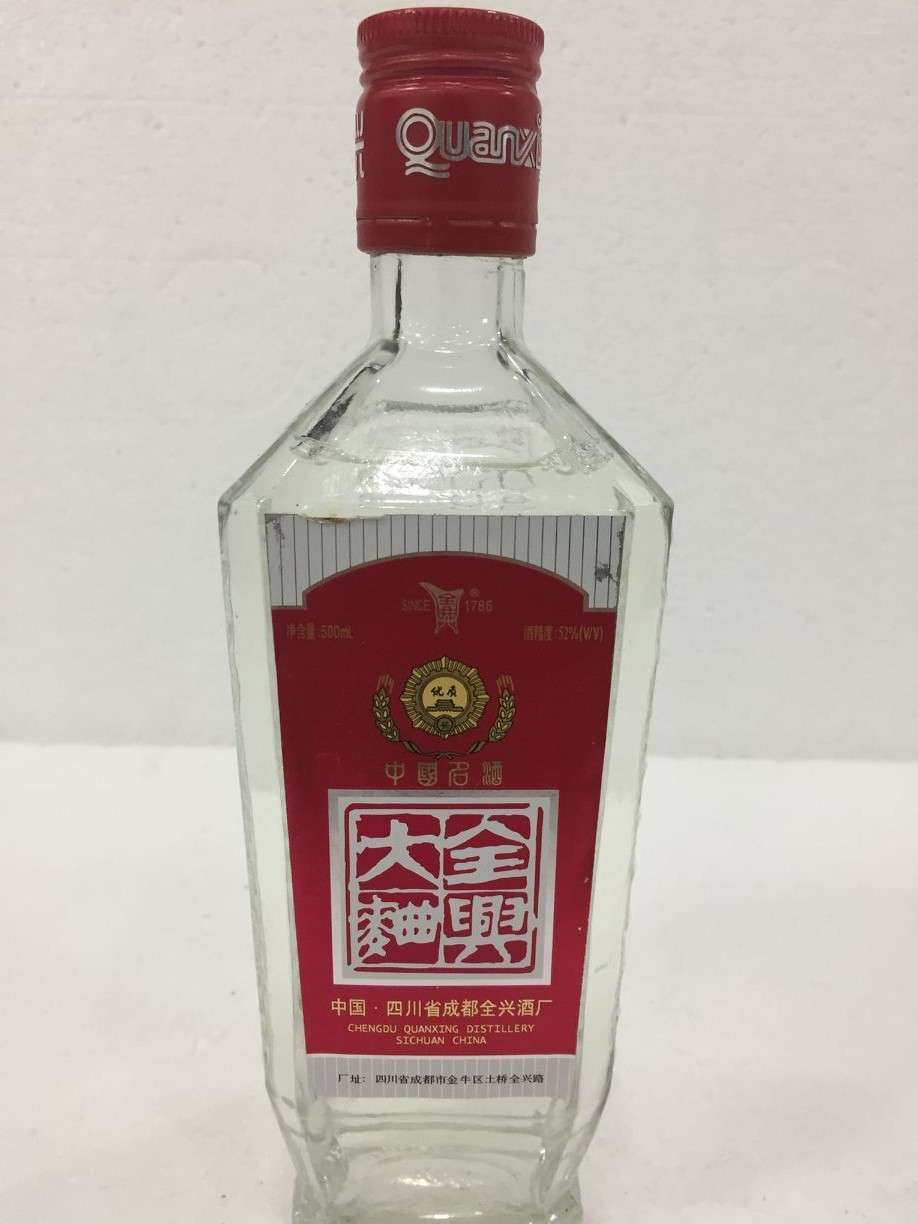 Quanxi
SINCE 1786
®
净含量:500mL
酒精度:52%(V/V)
优质
中國名酒
全興
大麯
中国·四川省成都全兴酒厂
CHENGDU QUANXING DISTILLERY
SICHUAN CHINA
厂址: 四川省成都市金牛区土桥全兴路